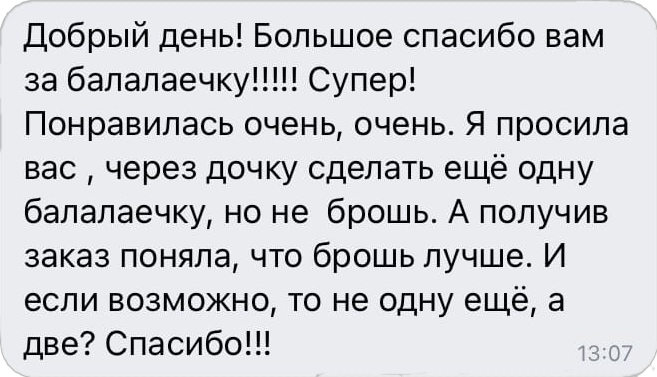 Добрый день! Большое спасибо вам
за балалаечку!!!!! Супер!
Понравилась очень, очень. Я просила
вас , через дочку сделать ещё одну
балалаечку, но не  брошь. А получив
заказ поняла, что брошь лучше. И
если возможно, то не одну ещё, а
две? Спасибо!!!
13:07